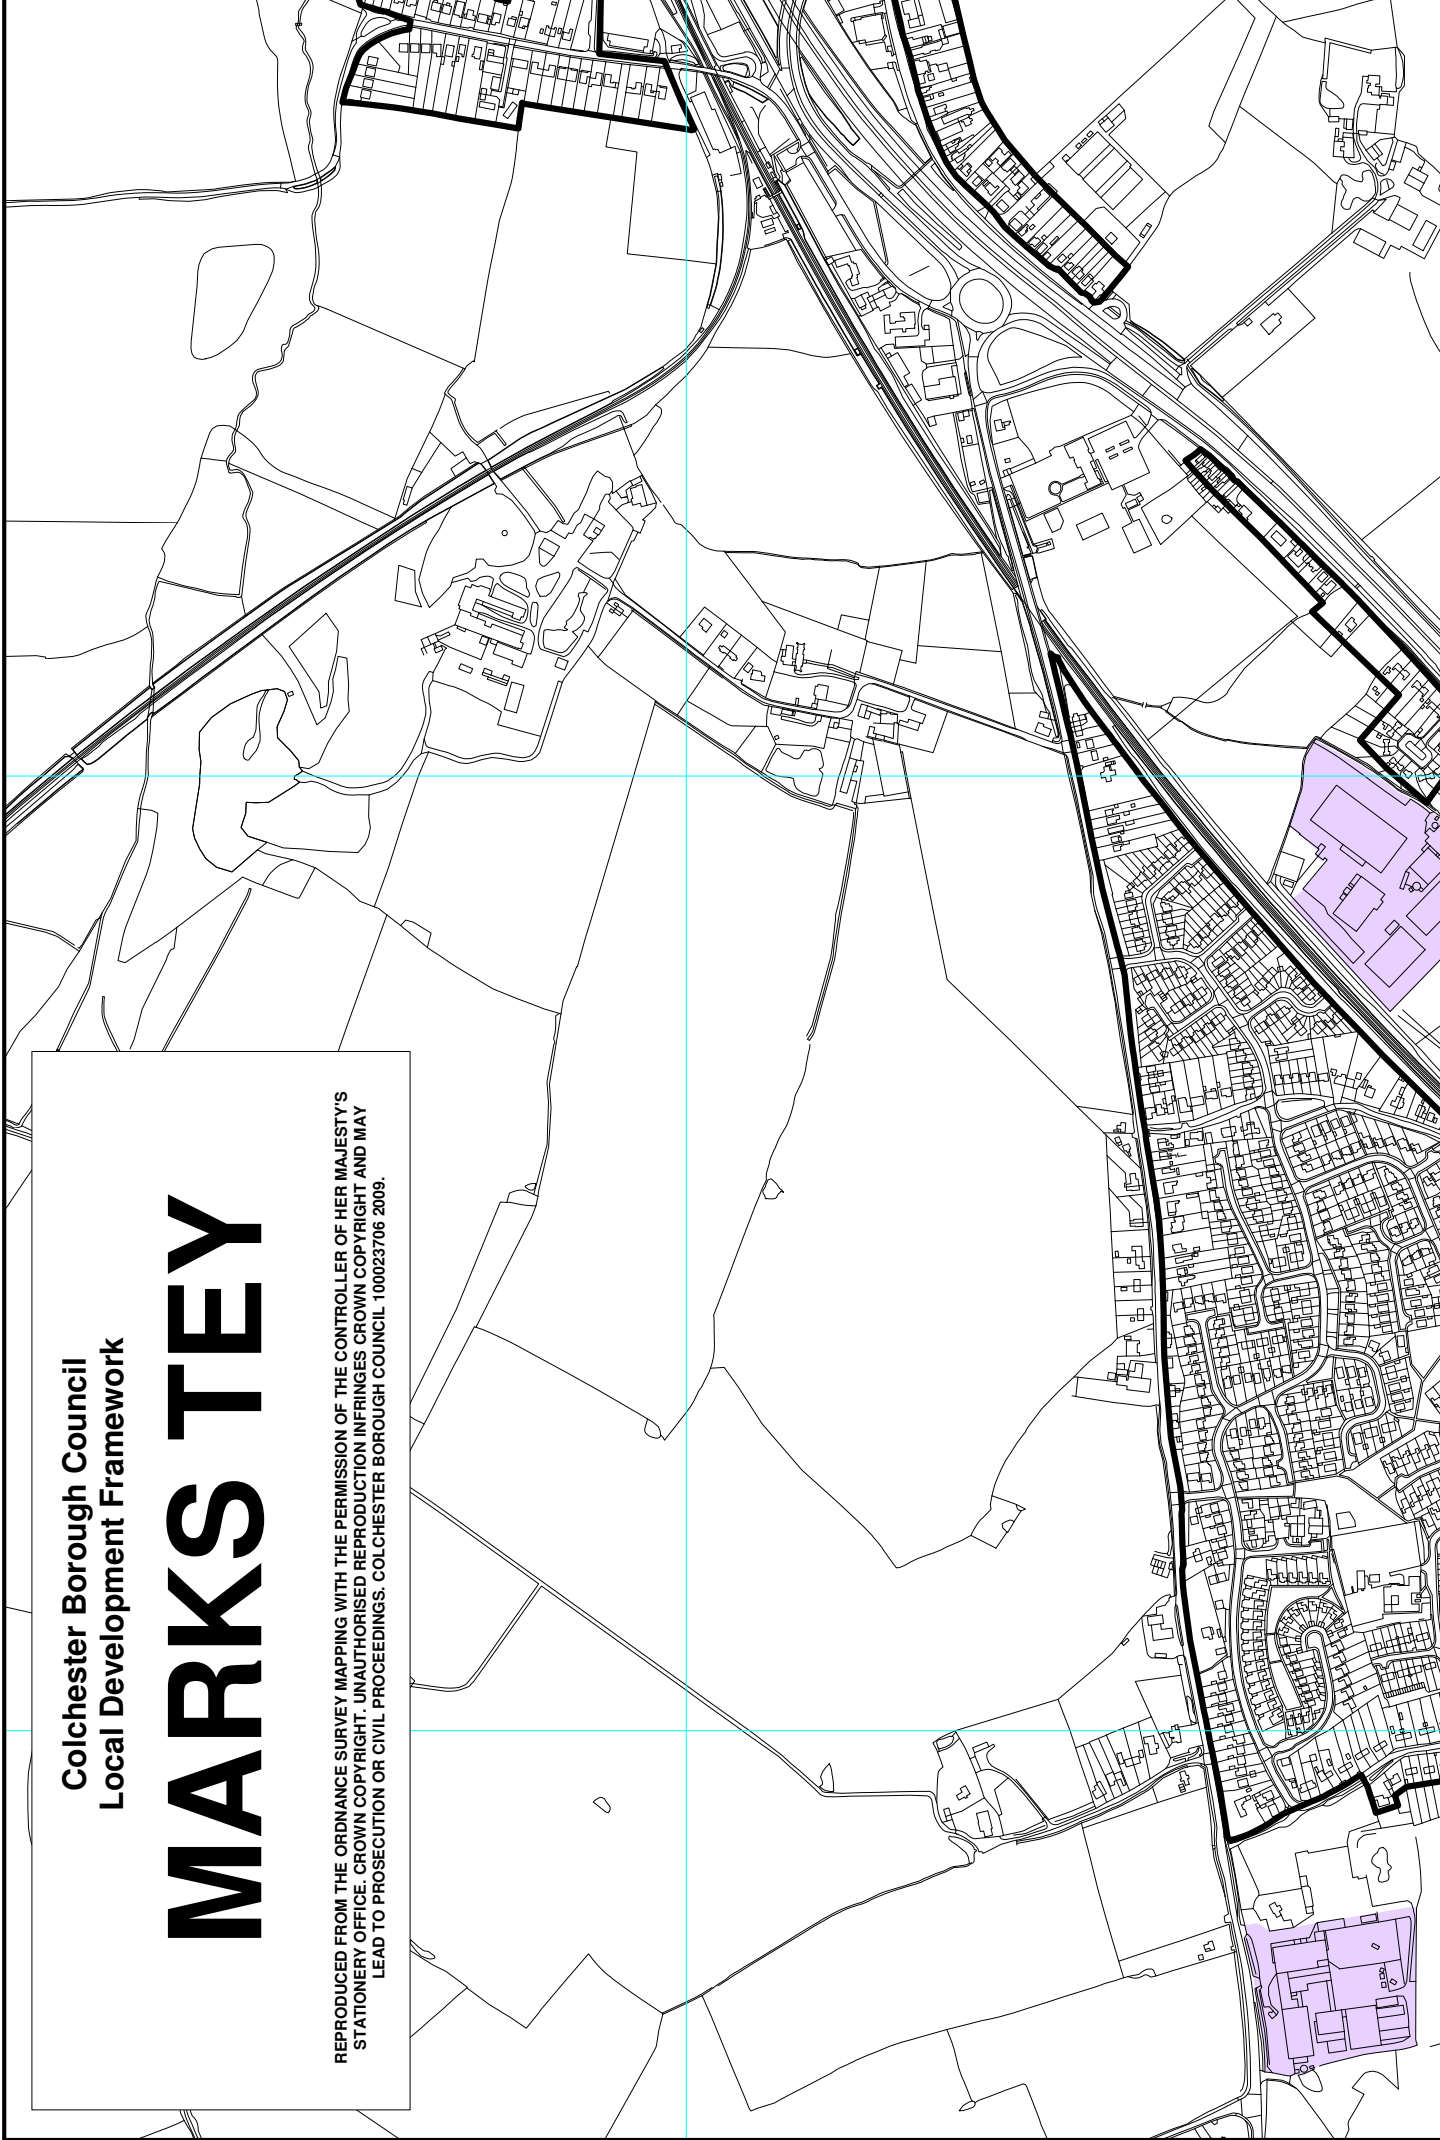 Colchester Borough Council
Local Development Framework
MARKS TEY
REPRODUCED FROM THE ORDNANCE SURVEY MAPPING WITH THE PERMISSION OF THE CONTROLLER OF HER MAJESTY'S
STATIONERY OFFICE. CROWN COPYRIGHT. UNAUTHORISED REPRODUCTION INFRINGES CROWN COPYRIGHT AND MAY
LEAD TO PROSECUTION OR CIVIL PROCEEDINGS. COLCHESTER BOROUGH COUNCIL 100023706 2009.